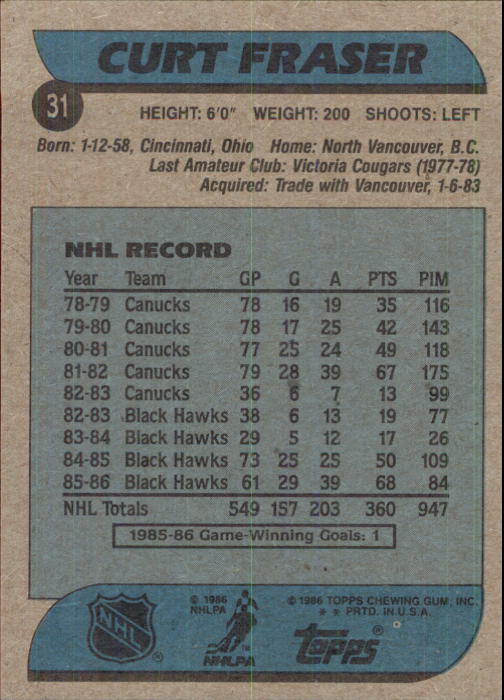 CURT FRASER
31
HEIGHT: 6'0" WEIGHT: 200 SHOOTS: LEFT
Born: 1-12-58, Cincinnati, Ohio Home: North Vancouver, B.C.
Last Amateur Club: Victoria Cougars (1977-78)
Acquired: Trade with Vancouver, 1-6-83
NHL RECORD
Year Team GP G A PTS PIM
78-79 Canucks 78 16 19 35 116
79-80 Canucks 78 17 25 42 143
80-81 Canucks 77 25 24 49 118
81-82 Canucks 79 28 39 67 175
82-83 Canucks 36 6 7 13 99
82-83 Black Hawks 38 6 13 19 77
83-84 Black Hawks 29 5 12 17 26
84-85 Black Hawks 73 25 25 50 109
85-86 Black Hawks 61 29 39 68 84
NHL Totals 549 157 203 360 947
1985-86 Game-Winning Goals: 1
NHL ®
© 1986
NHLPA
™
NHLPA
© 1986 TOPPS CHEWING GUM, INC.
* * PRTD. IN U.S.A.
topps®